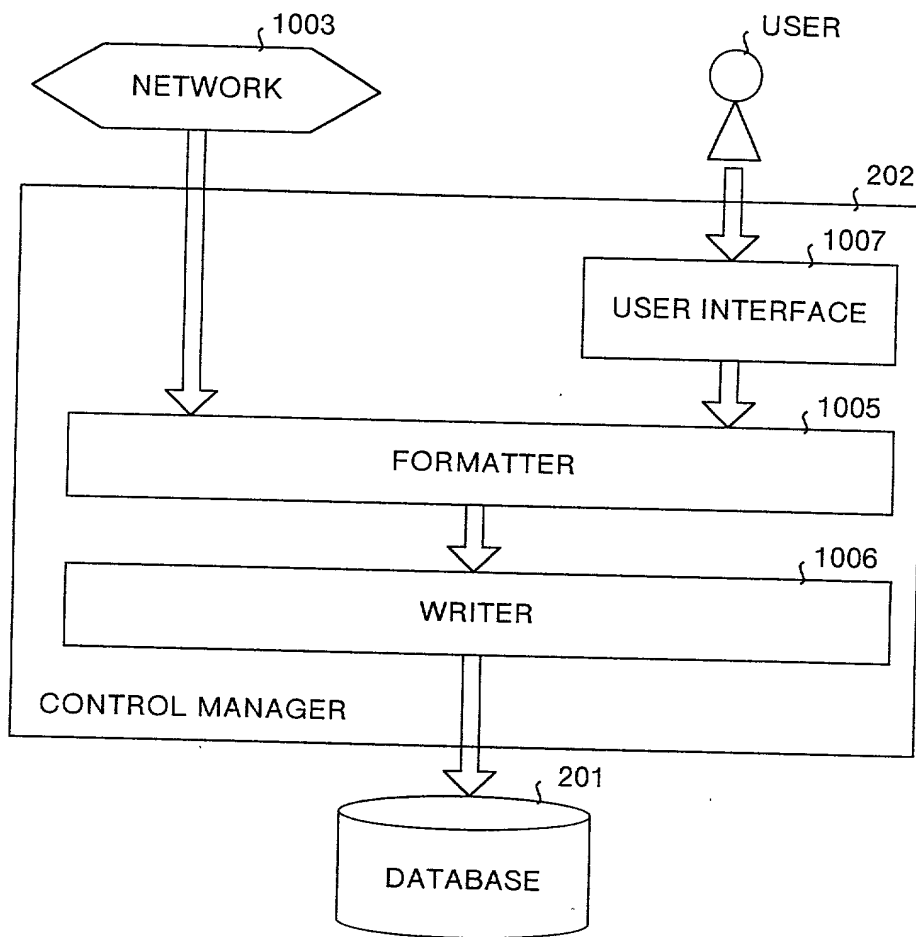 1003
USER
NETWORK
202
1007
USER INTERFACE
1005
FORMATTER
1006
WRITER
CONTROL MANAGER
201
DATABASE